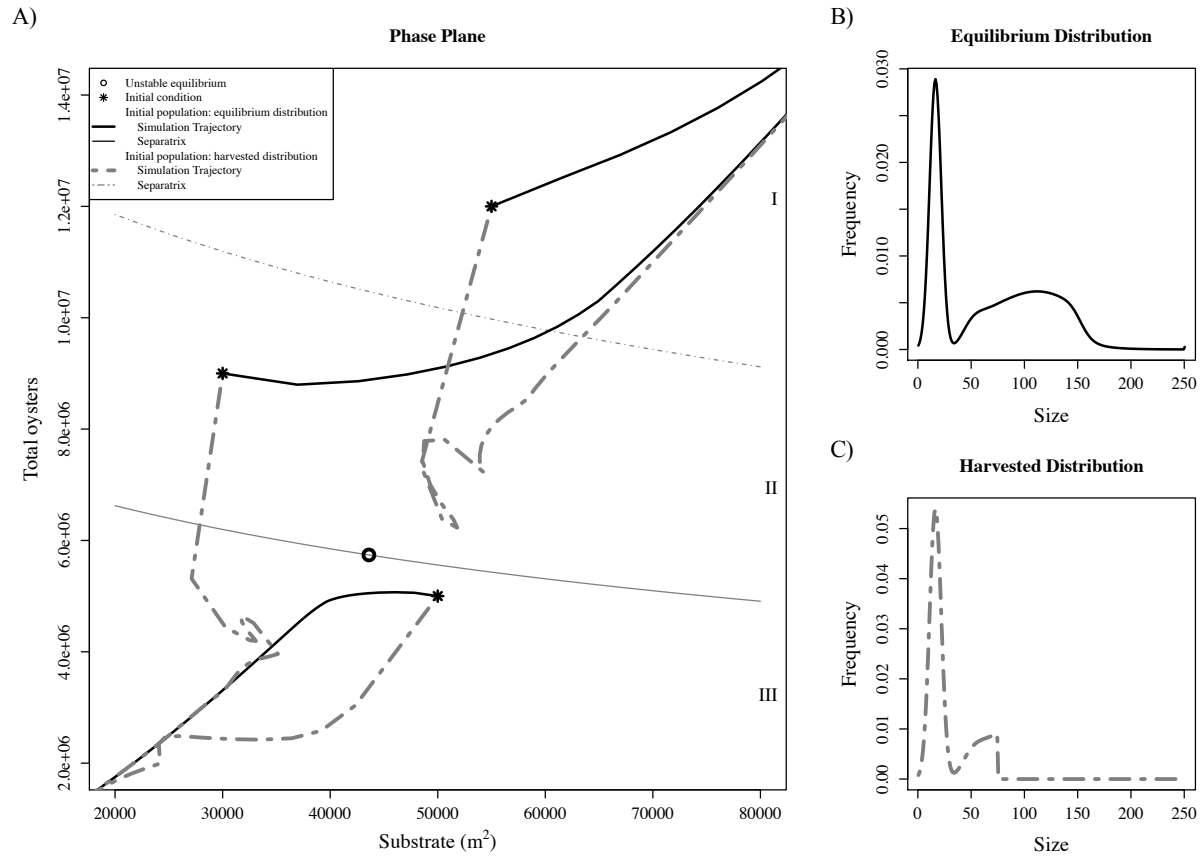 A)
Phase Plane
Unstable equilibrium
Initial condition
Initial population: equilibrium distribution
Simulation Trajectory
Separatrix
Initial population: harvested distribution
Simulation Trajectory
Separatrix
I
II
III
Total oysters
1.4e+07
1.2e+07
1.0e+07
8.0e+06
6.0e+06
4.0e+06
2.0e+06
20000 30000 40000 50000 60000 70000 80000
Substrate (m²)
B)
Equilibrium Distribution
Frequency
0.030
0.020
0.010
0.000
0 50 100 150 200 250
Size
C)
Harvested Distribution
Frequency
0.05
0.04
0.03
0.02
0.01
0.00
0 50 100 150 200 250
Size